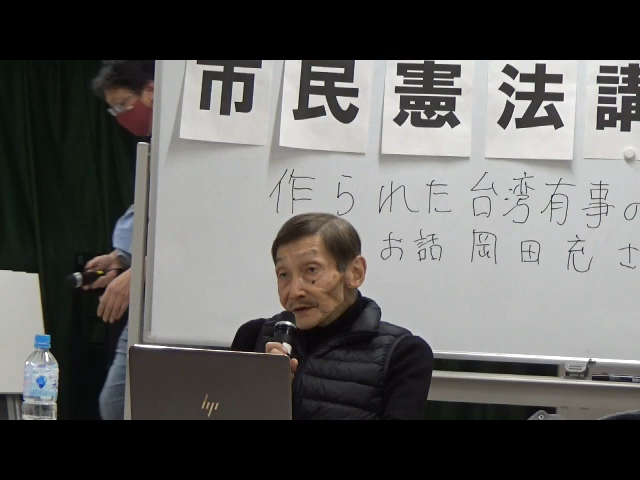 市民憲法講
作られた台湾有事の
お話 岡田充さ
hp